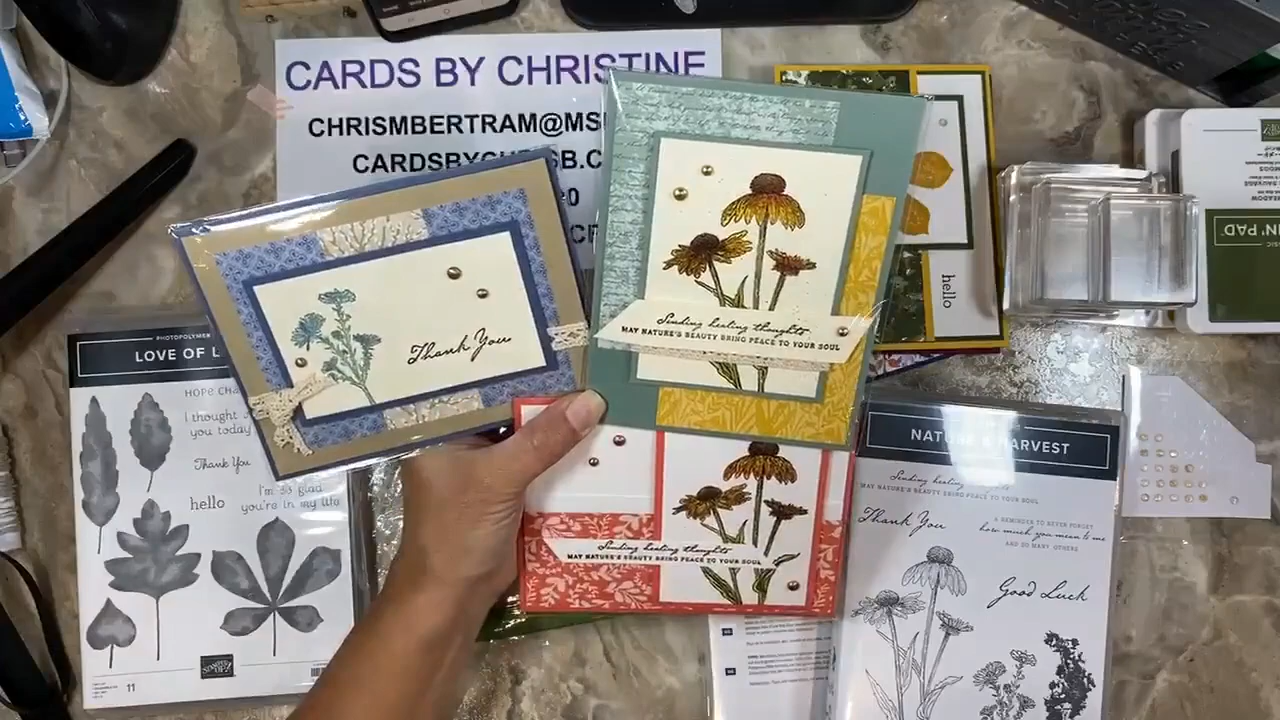 CARDS BY CHRISTINE
CHRISMBERTRAM@MS
Thank You
Sending healing thoughts
MAY NATURE'S BEAUTY BRING PEACE TO YOUR SOUL
hello
PHOTOPOLYMER
LOVE OF L
HOPE CHA
I thought
you today
Thank You
hello
I'm so glad
you're in my life
11
Sending healing thoughts
MAY NATURE'S BEAUTY BRING PEACE TO YOUR SOUL
HARVEST
Sending healing thoughts
MAY NATURE'S BEAUTY BRING PEACE TO YOUR SOUL
Thank You
A REMINDER TO NEVER FORGET
how much you mean to me
AND SO MANY OTHERS
Good Luck
PAD